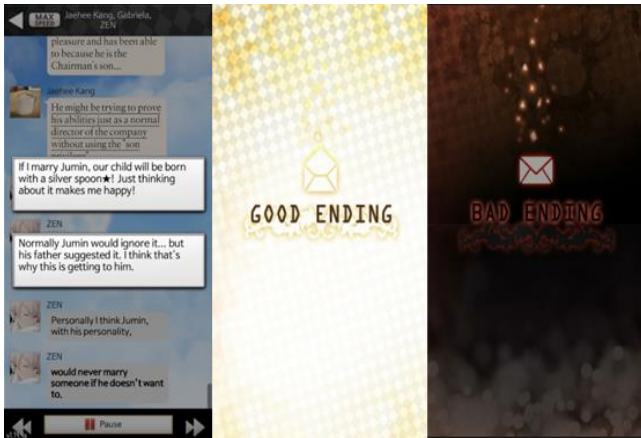 MAX
SPEED
Jaehee Kang, Gabriela,
ZEN
pleasure and has been able
to because he is the
Chairman's son...
Jaehee Kang
He might be trying to prove
his abilities just as a normal
director of the company
without using the "son
If I marry Jumin, our child will be born
with a silver spoon★! Just thinking
about it makes me happy!
ZEN
Normally Jumin would ignore it... but
his father suggested it. I think that's
why this is getting to him.
ZEN
Personally I think Jumin,
with his personality,
ZEN
would never marry
someone if he doesn't want
to.
Pause
GOOD ENDING
BAD ENDING